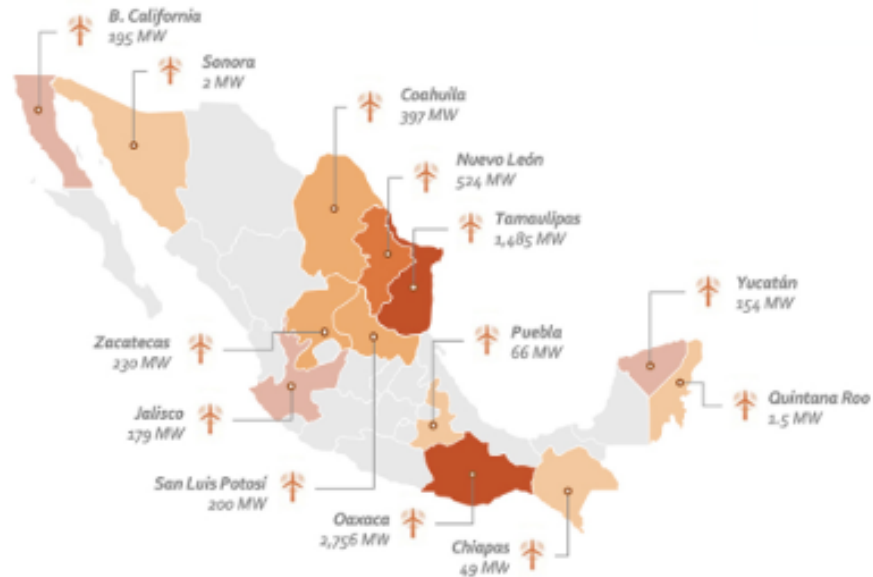 B. California
195 MW
Sonora
2 MW
Coahuila
397 MW
Nuevo León
524 MW
Tamaulipas
1,485 MW
Yucatán
154 MW
Zacatecas
230 MW
Puebla
66 MW
Quintana Roo
1.5 MW
Jalisco
179 MW
San Luis Potosí
200 MW
Oaxaca
2,756 MW
Chiapas
49 MW